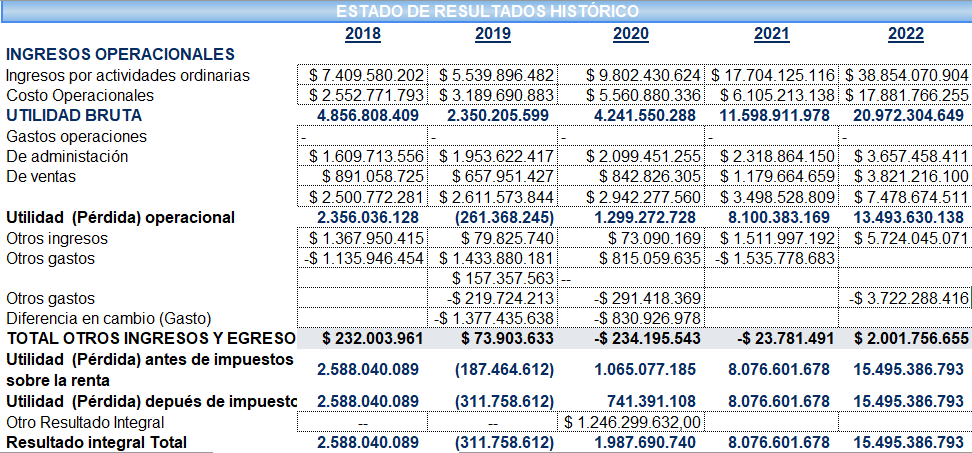 ESTADO DE RESULTADOS HISTÓRICO
2018 2019 2020 2021 2022
INGRESOS OPERACIONALES
Ingresos por actividades ordinarias $ 7.409.580.202 $ 5.539.896.482 $ 9.802.430.624 $ 17.704.125.116 $ 38.854.070.904
Costo Operacionales $ 2.552.771.793 $ 3.189.690.883 $ 5.560.880.336 $ 6.105.213.138 $ 17.881.766.255
UTILIDAD BRUTA 4.856.808.409 2.350.205.599 4.241.550.288 11.598.911.978 20.972.304.649
Gastos operaciones - - - - -
De administación $ 1.609.713.556 $ 1.953.622.417 $ 2.099.451.255 $ 2.318.864.150 $ 3.657.458.411
De ventas $ 891.058.725 $ 657.951.427 $ 842.826.305 $ 1.179.664.659 $ 3.821.216.100
$ 2.500.772.281 $ 2.611.573.844 $ 2.942.277.560 $ 3.498.528.809 $ 7.478.674.511
Utilidad (Pérdida) operacional 2.356.036.128 (261.368.245) 1.299.272.728 8.100.383.169 13.493.630.138
Otros ingresos $ 1.367.950.415 $ 79.825.740 $ 73.090.169 $ 1.511.997.192 $ 5.724.045.071
Otros gastos -$ 1.135.946.454 $ 1.433.880.181 $ 815.059.635 -$ 1.535.778.683
$ 157.357.563 --
Otros gastos -$ 219.724.213 -$ 291.418.369 -$ 3.722.288.416
Diferencia en cambio (Gasto) -$ 1.377.435.638 -$ 830.926.978
TOTAL OTROS INGRESOS Y EGRESO $ 232.003.961 $ 73.903.633 -$ 234.195.543 -$ 23.781.491 $ 2.001.756.655
Utilidad (Pérdida) antes de impuestos
sobre la renta 2.588.040.089 (187.464.612) 1.065.077.185 8.076.601.678 15.495.386.793
Utilidad (Pérdida) depués de impuesto 2.588.040.089 (311.758.612) 741.391.108 8.076.601.678 15.495.386.793
Otro Resultado Integral -- -- $ 1.246.299.632,00
Resultado integral Total 2.588.040.089 (311.758.612) 1.987.690.740 8.076.601.678 15.495.386.793